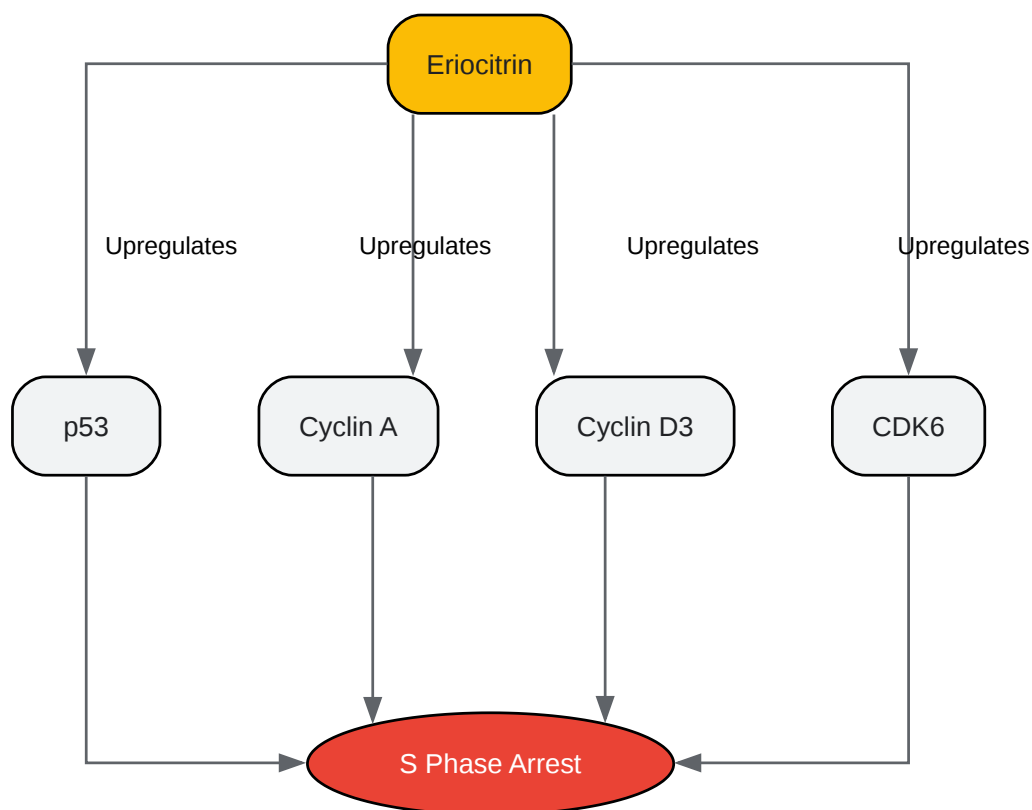 Eriocitrin
Upregulates
Upregulates
Upregulates
Upregulates
p53
Cyclin A
Cyclin D3
CDK6
S Phase Arrest